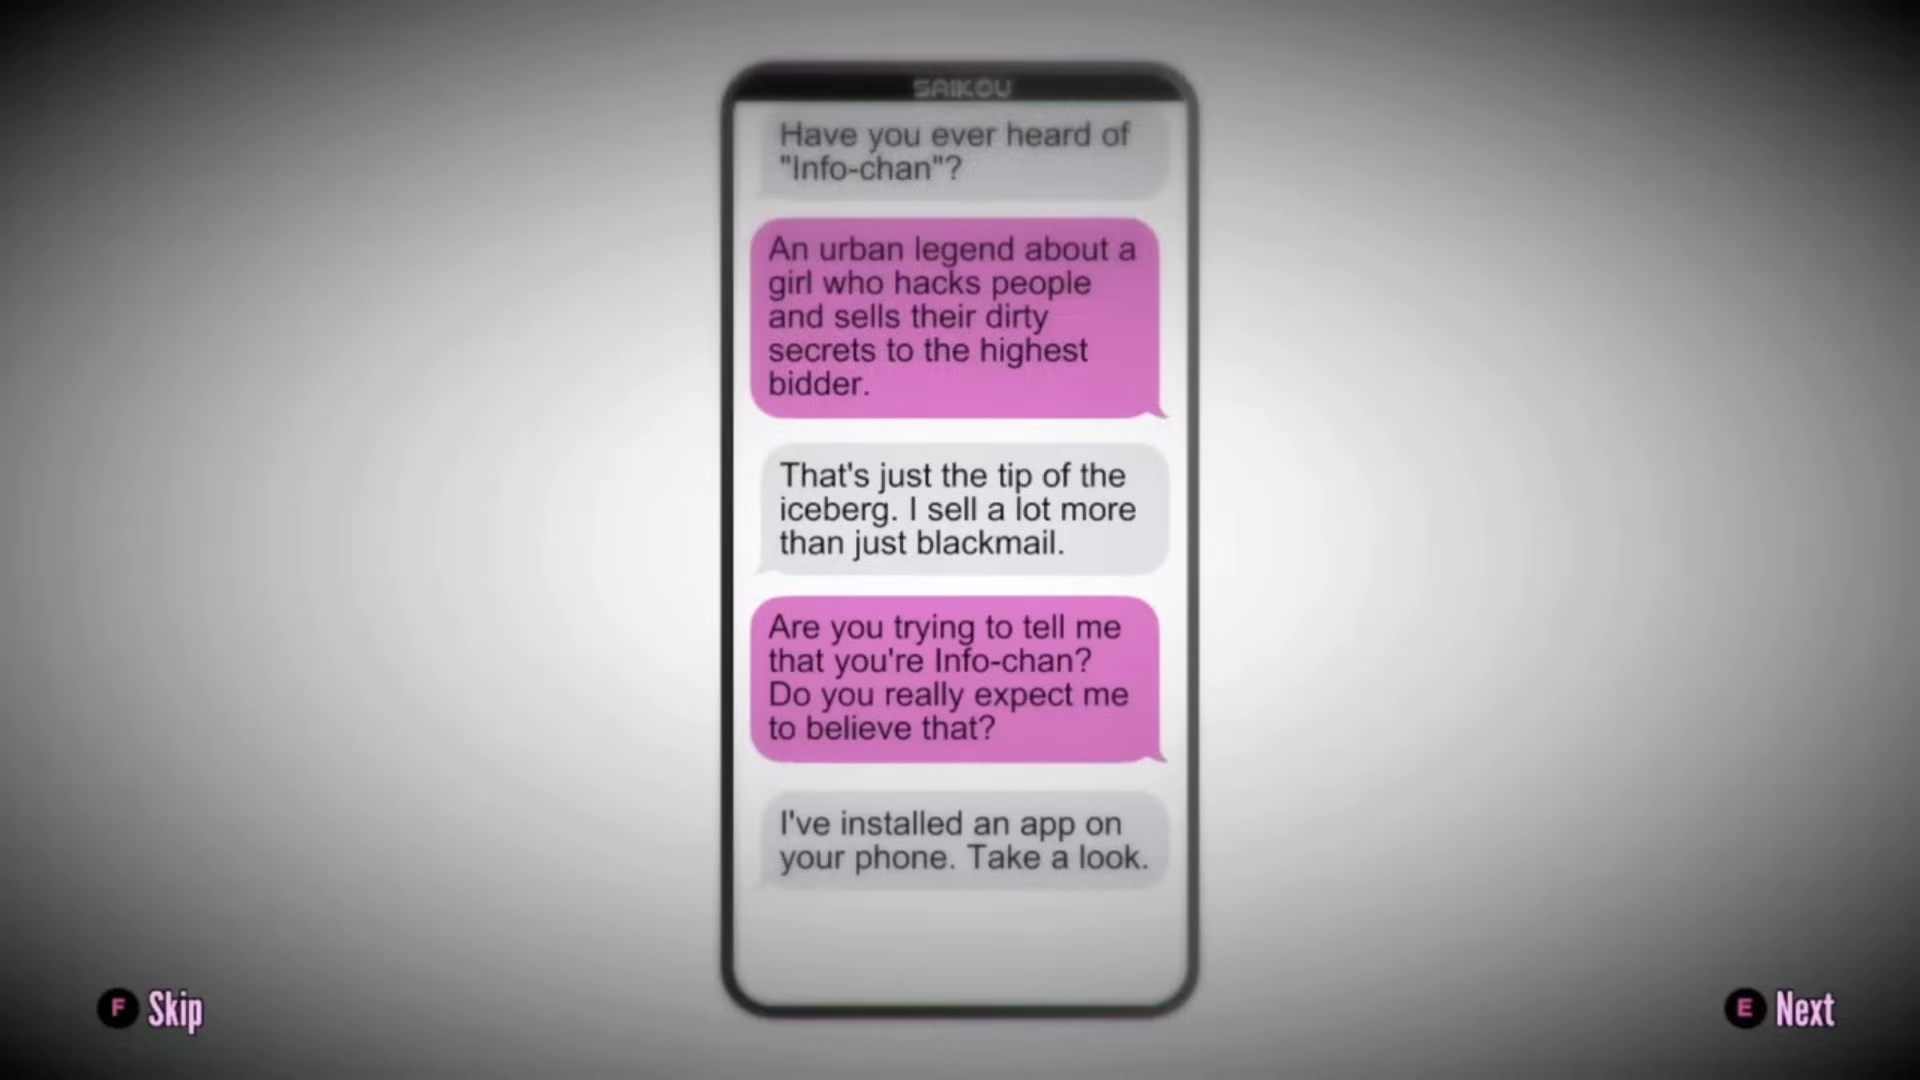 SAIKOU
Have you ever heard of
"Info-chan"?
An urban legend about a
girl who hacks people
and sells their dirty
secrets to the highest
bidder.
That's just the tip of the
iceberg. I sell a lot more
than just blackmail.
Are you trying to tell me
that you're Info-chan?
Do you really expect me
to believe that?
I've installed an app on
your phone. Take a look.
F Skip
E Next